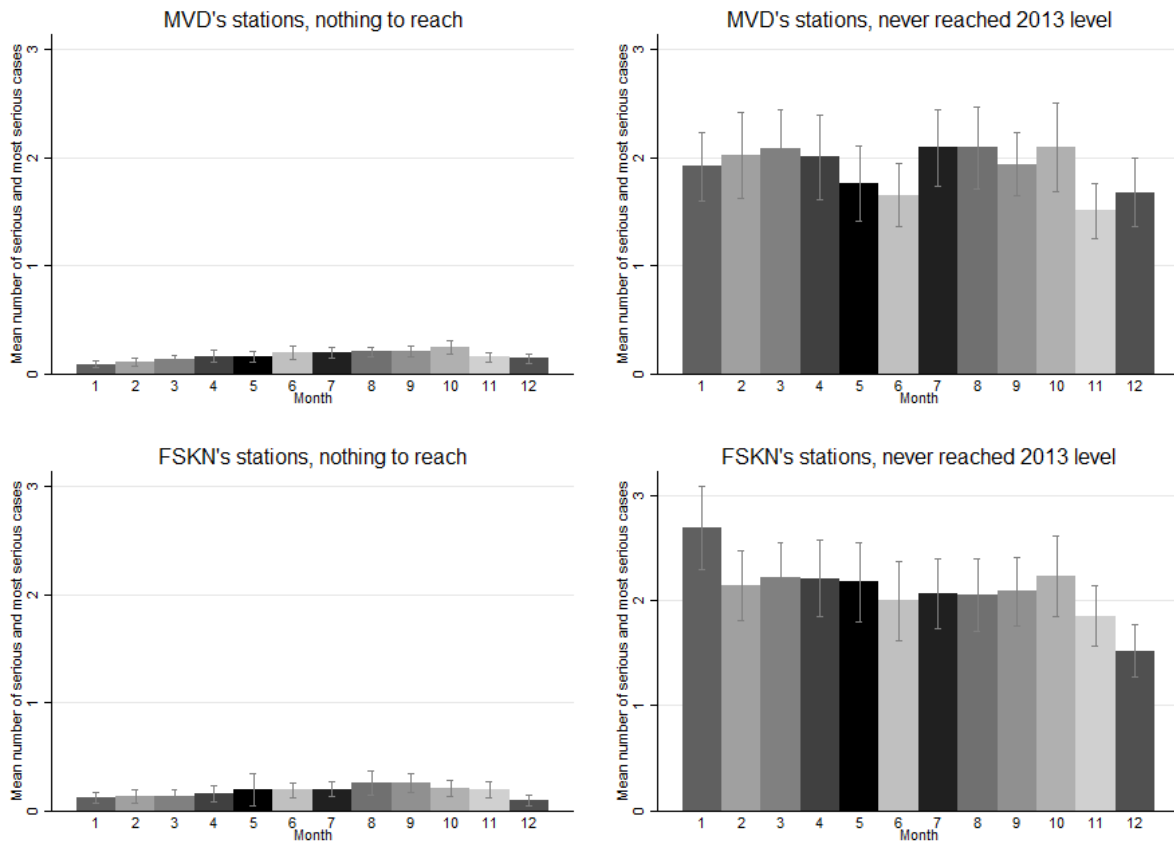 MVD's stations, nothing to reach
Mean number of serious and most serious cases
3
2
1
0
1 2 3 4 5 6 7 8 9 10 11 12
Month
MVD's stations, never reached 2013 level
Mean number of serious and most serious cases
3
2
1
0
1 2 3 4 5 6 7 8 9 10 11 12
Month
FSKN's stations, nothing to reach
Mean number of serious and most serious cases
3
2
1
0
1 2 3 4 5 6 7 8 9 10 11 12
Month
FSKN's stations, never reached 2013 level
Mean number of serious and most serious cases
3
2
1
0
1 2 3 4 5 6 7 8 9 10 11 12
Month